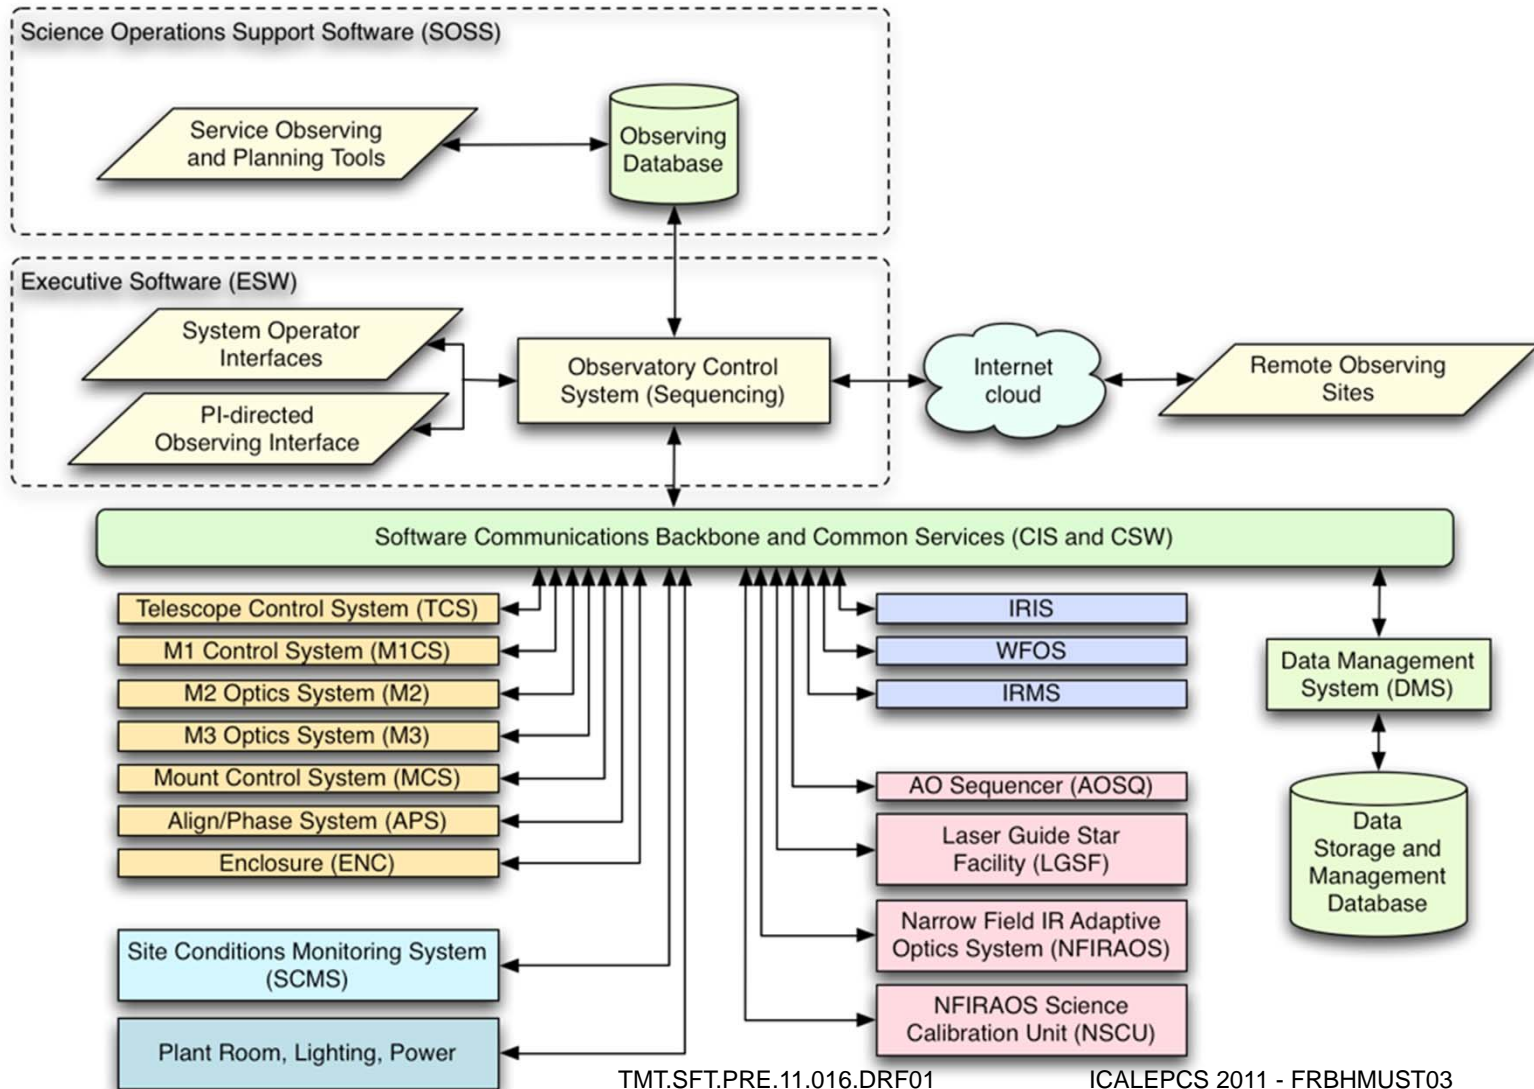 Science Operations Support Software (SOSS)
Service Observing
and Planning Tools
Observing
Database
Executive Software (ESW)
System Operator
Interfaces
PI-directed
Observing Interface
Observatory Control
System (Sequencing)
Internet
cloud
Remote Observing
Sites
Software Communications Backbone and Common Services (CIS and CSW)
Telescope Control System (TCS)
M1 Control System (M1CS)
M2 Optics System (M2)
M3 Optics System (M3)
Mount Control System (MCS)
Align/Phase System (APS)
Enclosure (ENC)
Site Conditions Monitoring System
(SCMS)
Plant Room, Lighting, Power
IRIS
WFOS
IRMS
AO Sequencer (AOSQ)
Laser Guide Star
Facility (LGSF)
Narrow Field IR Adaptive
Optics System (NFIRAOS)
NFIRAOS Science
Calibration Unit (NSCU)
Data Management
System (DMS)
Data
Storage and
Management
Database
TMT.SFT.PRE.11.016.DRF01
ICALEPCS 2011 - FRBHMUST03